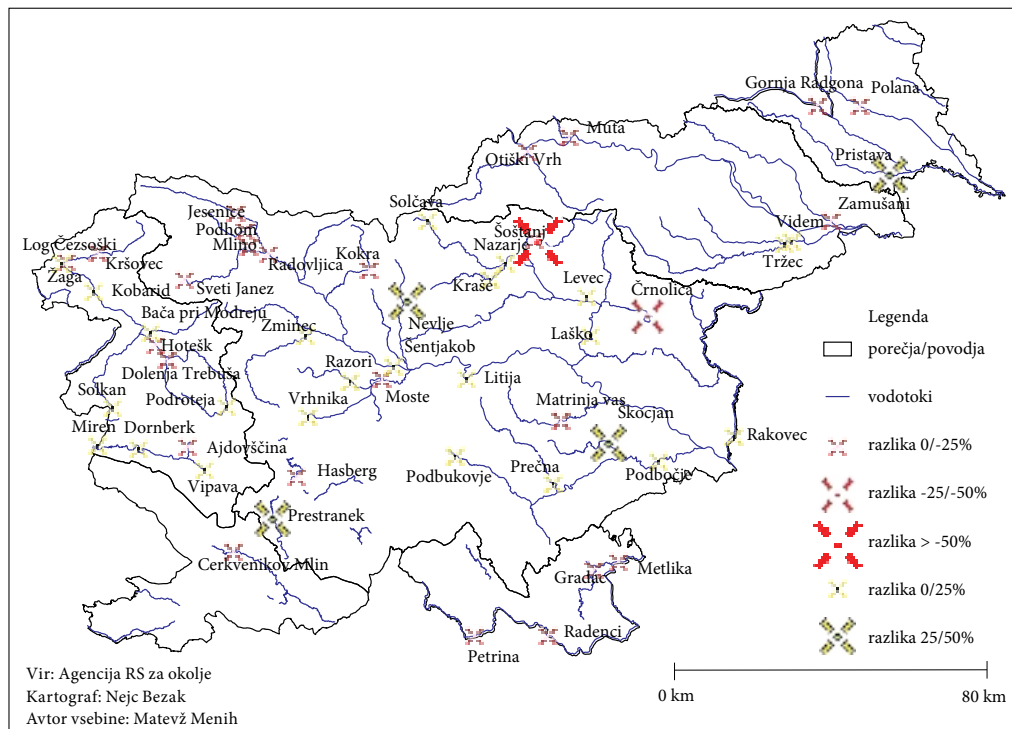 Gornja Radgona
Polana
Muta
Otiški Vrh
Pristava
Zamušani
Solčava
Jesenice
Podhom
Mlino
Radovljica
Kokra
Šoštanj
Nazarje
Videm
Tržec
Log Čezsoški
Kršovec
Žaga
Kobarid
Sveti Janez
Kraše
Levec
Črnolica
Bača pri Modreju
Zminec
Nevlje
Hotešk
Šentjakob
Laško
Dolenja Trebuša
Razori
Litija
Solkan
Podroteja
Vrhnika
Moste
Matrinja vas
Škocjan
Miren
Dornberk
Ajdovščina
Rakovec
Vipava
Hasberg
Podbukovje
Prečna
Podbočje
Prestranek
Cerkvenikov Mlin
Gradac
Metlika
Petrina
Radenci
Legenda
porečja/povodja
vodotoki
razlika 0/-25%
razlika -25/-50%
razlika > -50%
razlika 0/25%
razlika 25/50%
0 km
80 km
Vir: Agencija RS za okolje
Kartograf: Nejc Bezak
Avtor vsebine: Matevž Menih